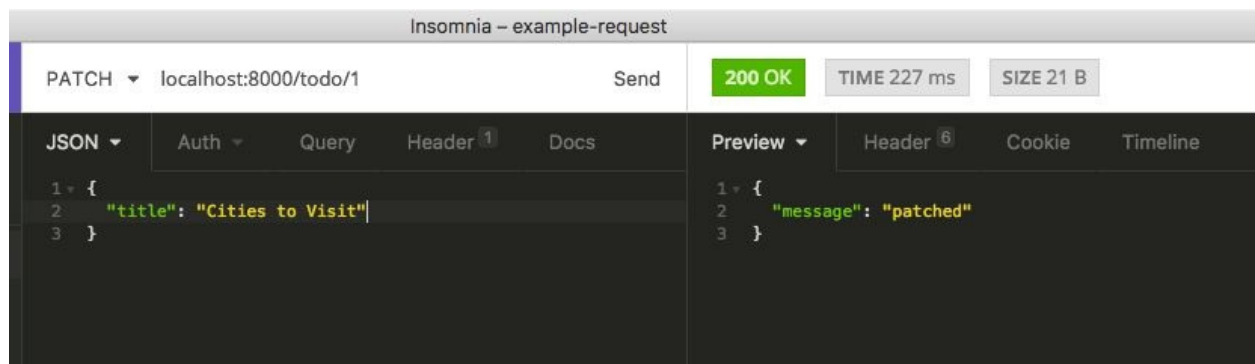 Insomnia – example-request
PATCH localhost:8000/todo/1 Send
200 OK TIME 227 ms SIZE 21 B
JSON Auth Query Header 1 Docs
Preview Header 6 Cookie Timeline
1 {
2 "title": "Cities to Visit"
3 }
1 {
2 "message": "patched"
3 }